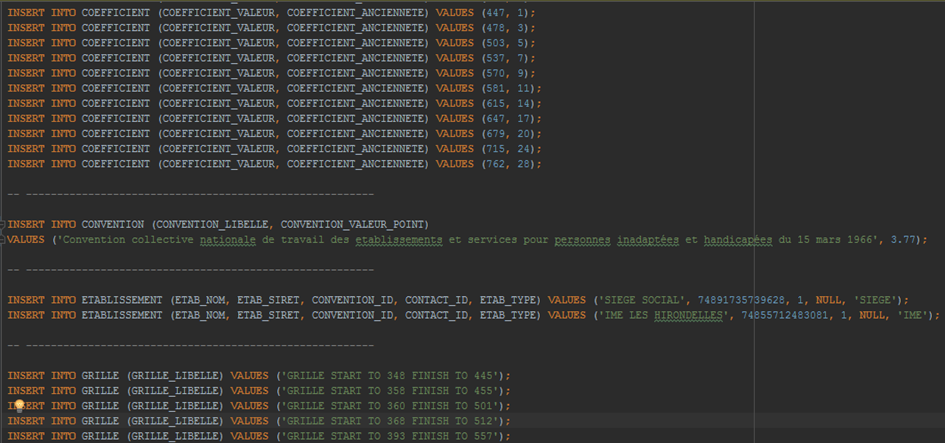 INSERT INTO COEFFICIENT (COEFFICIENT_VALEUR, COEFFICIENT_ANCIENNETE) VALUES (447, 1);
INSERT INTO COEFFICIENT (COEFFICIENT_VALEUR, COEFFICIENT_ANCIENNETE) VALUES (478, 3);
INSERT INTO COEFFICIENT (COEFFICIENT_VALEUR, COEFFICIENT_ANCIENNETE) VALUES (503, 5);
INSERT INTO COEFFICIENT (COEFFICIENT_VALEUR, COEFFICIENT_ANCIENNETE) VALUES (537, 7);
INSERT INTO COEFFICIENT (COEFFICIENT_VALEUR, COEFFICIENT_ANCIENNETE) VALUES (570, 9);
INSERT INTO COEFFICIENT (COEFFICIENT_VALEUR, COEFFICIENT_ANCIENNETE) VALUES (581, 11);
INSERT INTO COEFFICIENT (COEFFICIENT_VALEUR, COEFFICIENT_ANCIENNETE) VALUES (615, 14);
INSERT INTO COEFFICIENT (COEFFICIENT_VALEUR, COEFFICIENT_ANCIENNETE) VALUES (647, 17);
INSERT INTO COEFFICIENT (COEFFICIENT_VALEUR, COEFFICIENT_ANCIENNETE) VALUES (679, 20);
INSERT INTO COEFFICIENT (COEFFICIENT_VALEUR, COEFFICIENT_ANCIENNETE) VALUES (715, 24);
INSERT INTO COEFFICIENT (COEFFICIENT_VALEUR, COEFFICIENT_ANCIENNETE) VALUES (762, 28);
-- --------------------------------------------------------
INSERT INTO CONVENTION (CONVENTION_LIBELLE, CONVENTION_VALEUR_POINT)
VALUES ('Convention collective nationale de travail des etablissements et services pour personnes inadaptées et handicapées du 15 mars 1966', 3.77);
-- --------------------------------------------------------
INSERT INTO ETABLISSEMENT (ETAB_NOM, ETAB_SIRET, CONVENTION_ID, CONTACT_ID, ETAB_TYPE) VALUES ('SIEGE SOCIAL', 74891735739628, 1, NULL, 'SIEGE');
INSERT INTO ETABLISSEMENT (ETAB_NOM, ETAB_SIRET, CONVENTION_ID, CONTACT_ID, ETAB_TYPE) VALUES ('IME LES HIRONDELLES', 74855712483081, 1, NULL, 'IME');
-- --------------------------------------------------------
INSERT INTO GRILLE (GRILLE_LIBELLE) VALUES ('GRILLE START TO 348 FINISH TO 445');
INSERT INTO GRILLE (GRILLE_LIBELLE) VALUES ('GRILLE START TO 358 FINISH TO 455');
INSERT INTO GRILLE (GRILLE_LIBELLE) VALUES ('GRILLE START TO 360 FINISH TO 501');
INSERT INTO GRILLE (GRILLE_LIBELLE) VALUES ('GRILLE START TO 368 FINISH TO 512');
INSERT INTO GRILLE (GRILLE_LIBELLE) VALUES ('GRILLE START TO 393 FINISH TO 557');